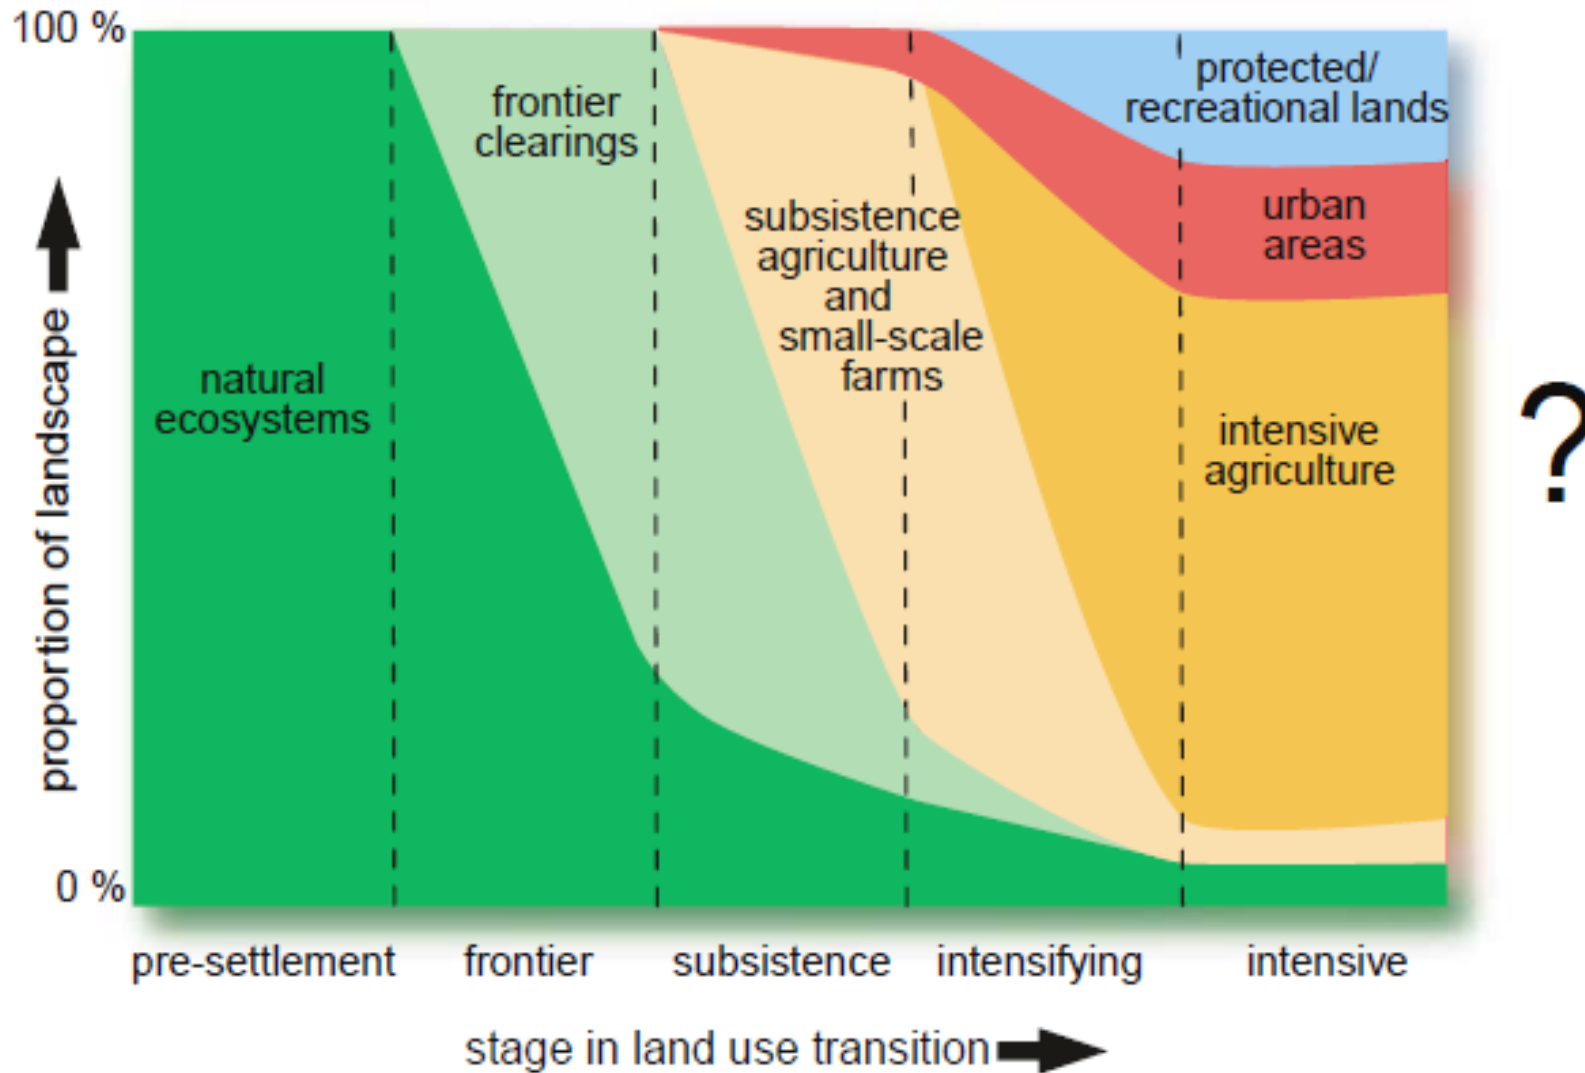 100 %
protected/
recreational lands
frontier
clearings
urban
areas
subsistence
agriculture
and
small-scale
farms
natural
ecosystems
intensive
agriculture
?
proportion of landscape
0 %
pre-settlement
frontier
subsistence
intensifying
intensive
stage in land use transition